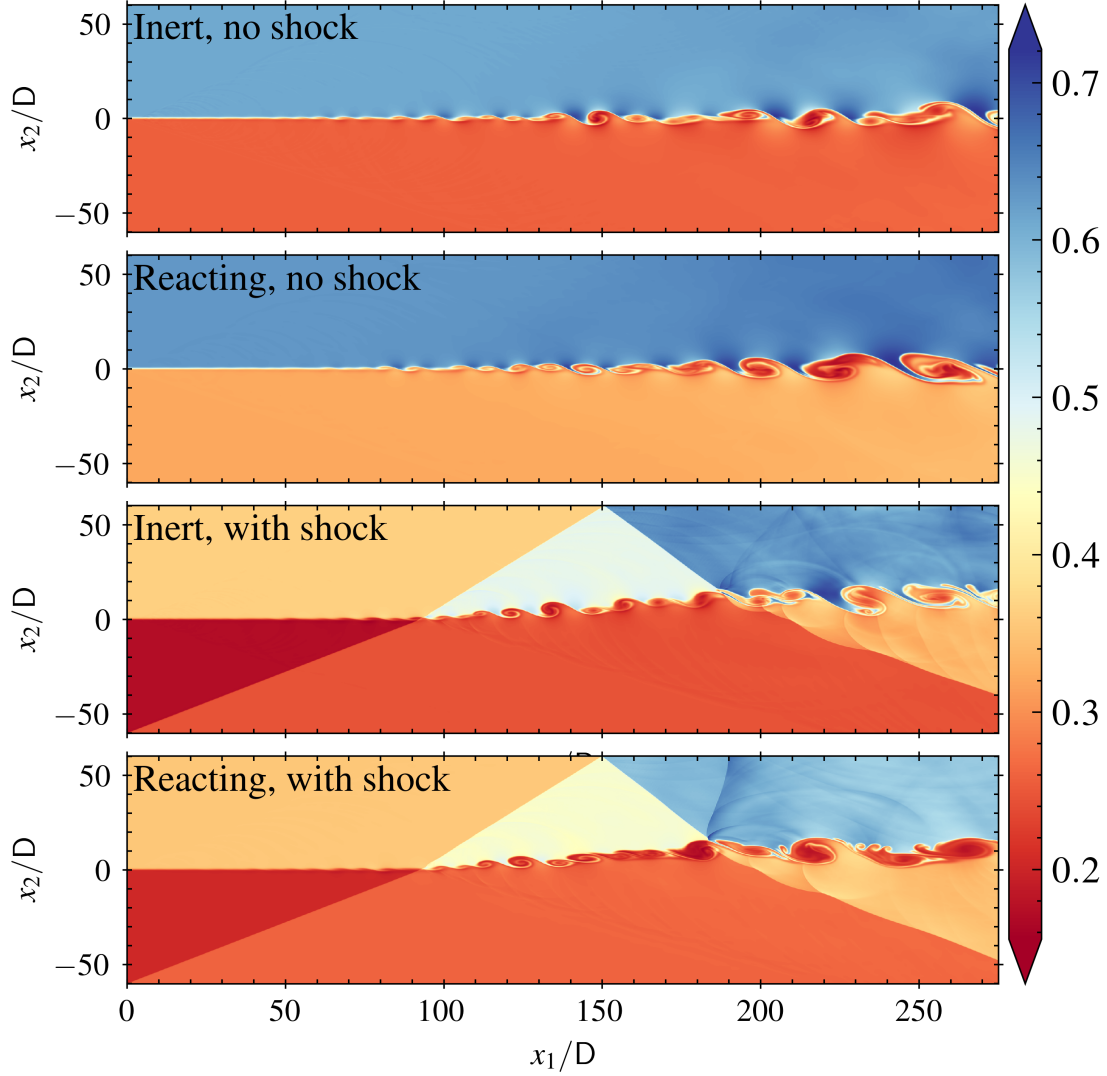 Inert, no shock
50
0
−50
x₂/D
0.7
0.6
Reacting, no shock
50
0
−50
x₂/D
0.5
0.4
Inert, with shock
50
0
−50
x₂/D
0.3
Reacting, with shock
50
0
−50
x₂/D
0.2
0 50 100 150 200 250
x₁/D